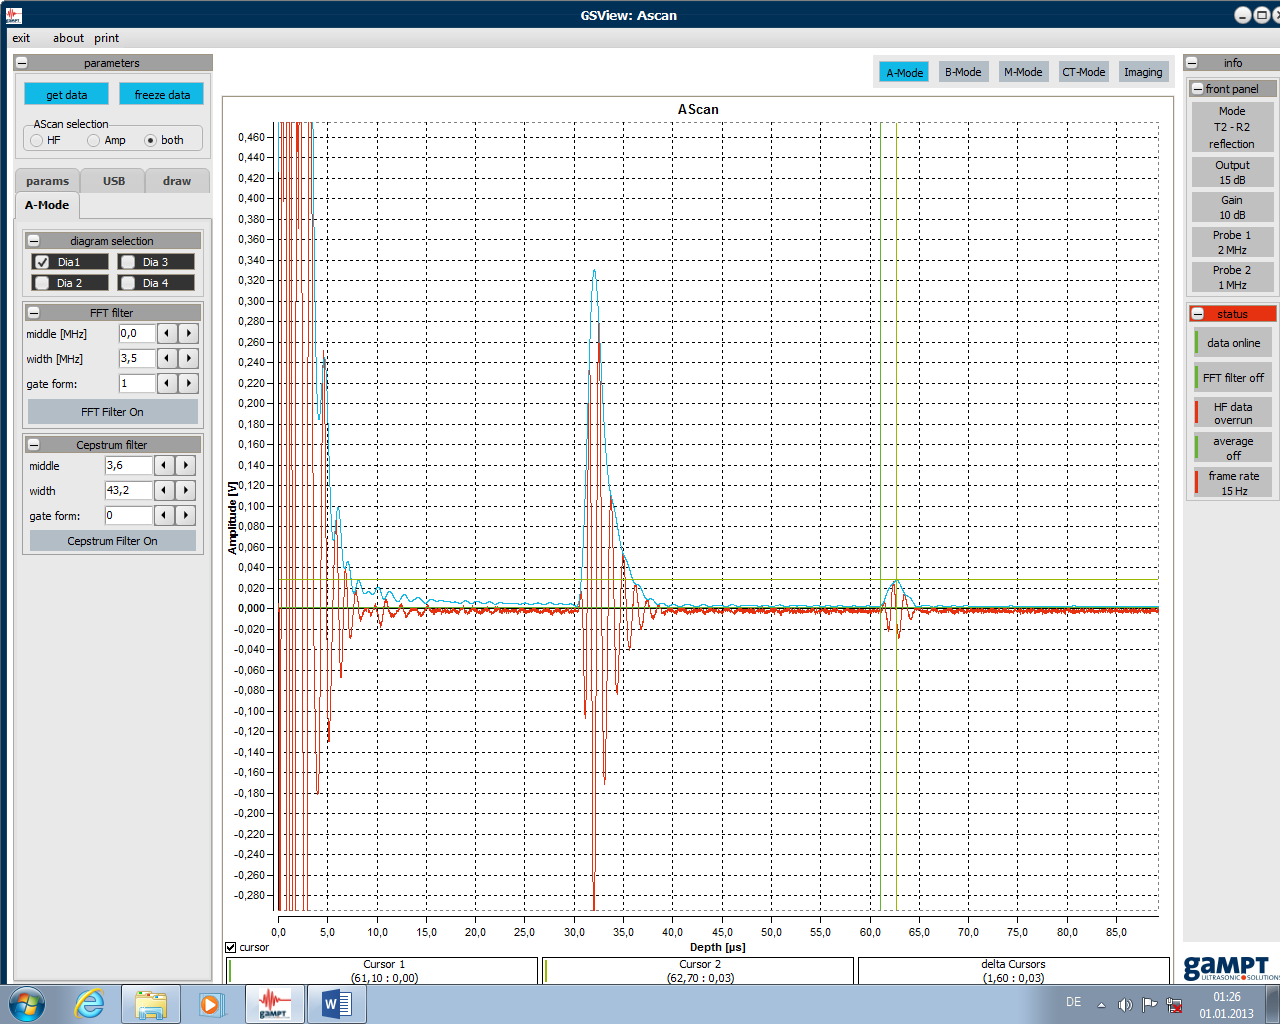 GSView: Ascan
exit about print
parameters
get data freeze data
AScan selection
HF Amp both
params USB draw
A-Mode
diagram selection
Dia1 Dia 3
Dia 2 Dia 4
FFT filter
middle [MHz] 0,0
width [MHz] 3,5
gate form: 1
FFT Filter On
Cepstrum filter
middle 3,6
width 43,2
gate form: 0
Cepstrum Filter On
A-Mode B-Mode M-Mode CT-Mode Imaging
AScan
0,460
0,440
0,420
0,400
0,380
0,360
0,340
0,320
0,300
0,280
0,260
0,240
0,220
0,200
0,180
0,160
0,140
0,120
0,100
0,080
0,060
0,040
0,020
0,000
-0,020
-0,040
-0,060
-0,080
-0,100
-0,120
-0,140
-0,160
-0,180
-0,200
-0,220
-0,240
-0,260
-0,280
Amplitude [V]
0,0 5,0 10,0 15,0 20,0 25,0 30,0 35,0 40,0 45,0 50,0 55,0 60,0 65,0 70,0 75,0 80,0 85,0
cursor
Depth [µs]
Cursor 1
(61,10 : 0,00)
Cursor 2
(62,70 : 0,03)
delta Cursors
(1,60 : 0,03)
info
front panel
Mode
T2 - R2
reflection
Output
15 dB
Gain
10 dB
Probe 1
2 MHz
Probe 2
1 MHz
status
data online
FFT filter off
HF data
overrun
average
off
frame rate
15 Hz
gAMPT
ULTRASONIC SOLUTIONS
gAMPT
DE
01:26
01.01.2013